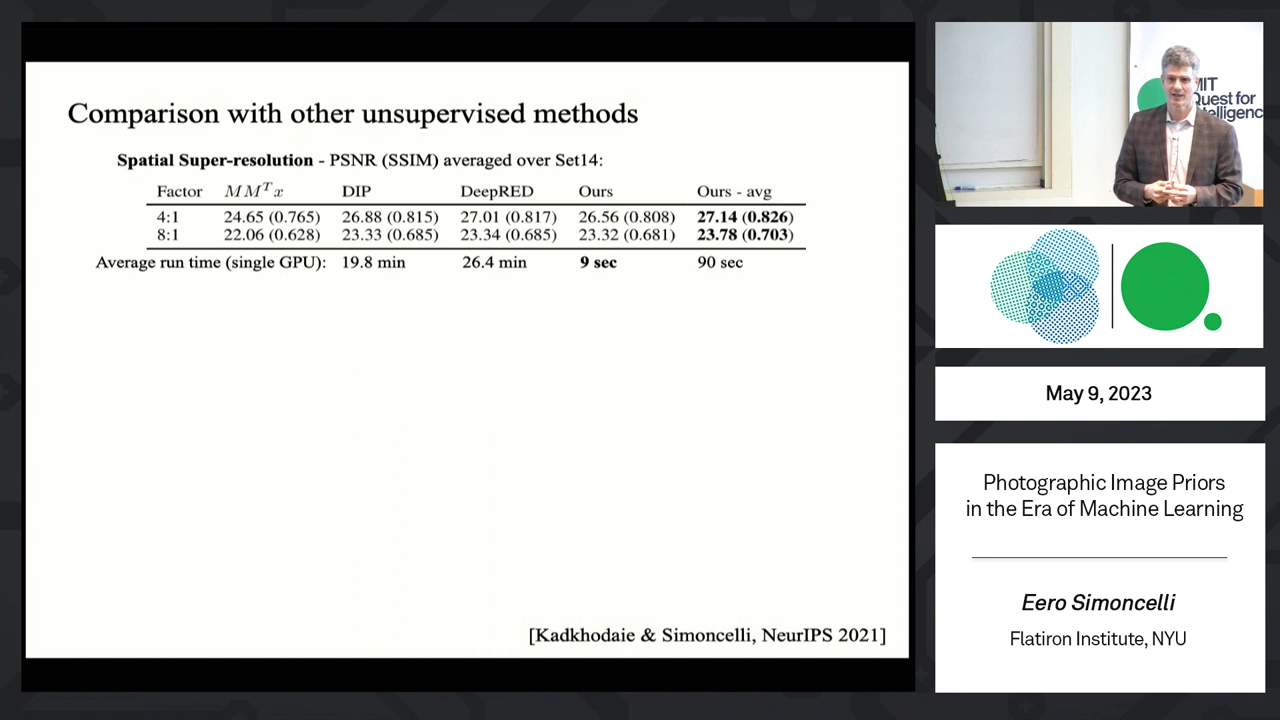 Comparison with other unsupervised methods
Spatial Super-resolution - PSNR (SSIM) averaged over Set14:
Factor MM^T x DIP DeepRED Ours Ours - avg
4:1 24.65 (0.765) 26.88 (0.815) 27.01 (0.817) 26.56 (0.808) 27.14 (0.826)
8:1 22.06 (0.628) 23.33 (0.685) 23.34 (0.685) 23.32 (0.681) 23.78 (0.703)
Average run time (single GPU): 19.8 min 26.4 min 9 sec 90 sec
[Kadkhodaie & Simoncelli, NeurIPS 2021]
MIT
Quest for
May 9, 2023
Photographic Image Priors
in the Era of Machine Learning
Eero Simoncelli
Flatiron Institute, NYU